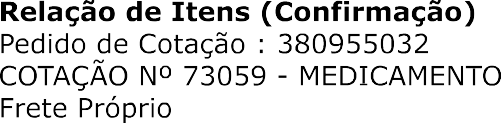 Relação de Itens (Confirmação)
Pedido de Cotação : 380955032
COTAÇÃO Nº 73059 - MEDICAMENTO
Frete Próprio